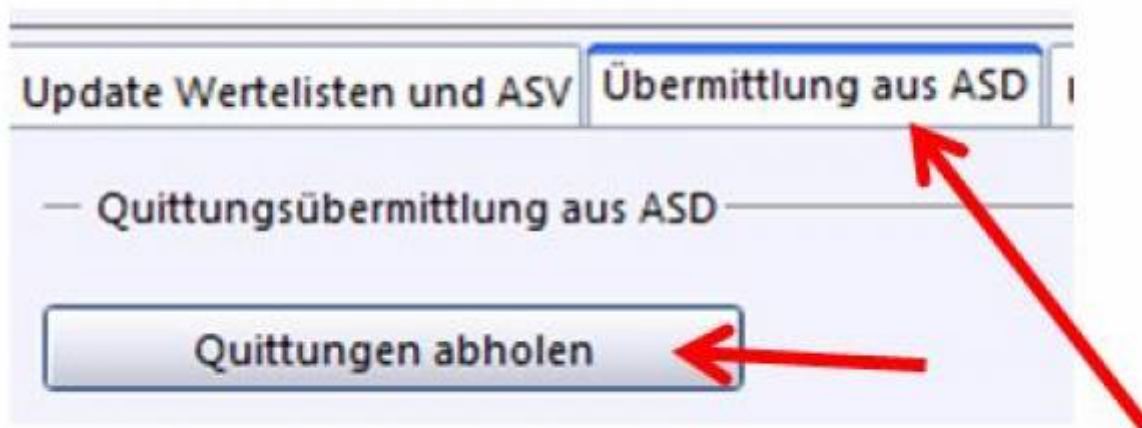 Update Wertelisten und ASV Übermittlung aus ASD
Quittungsübermittlung aus ASD
Quittungen abholen